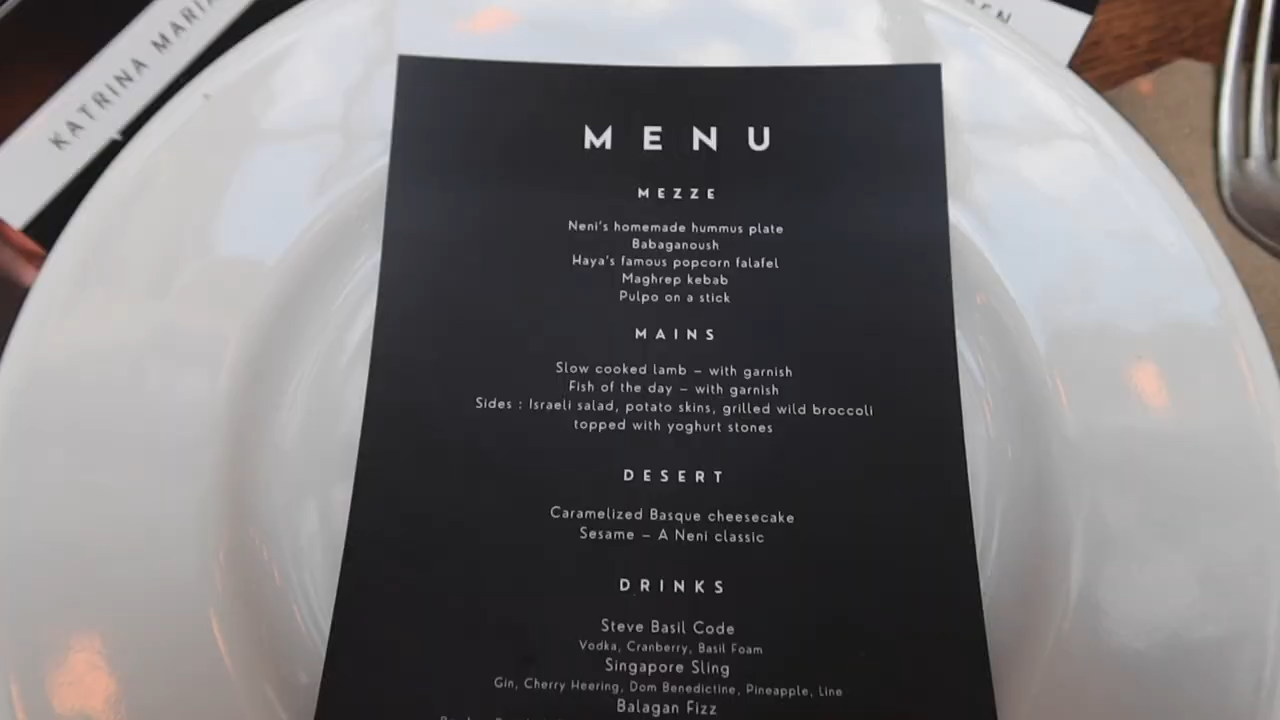 KATRINA MARIA
MENU
MEZZE
Neni's homemade hummus plate
Babaganoush
Haya's famous popcorn falafel
Maghrep kebab
Pulpo on a stick
MAINS
Slow cooked lamb – with garnish
Fish of the day – with garnish
Sides : Israeli salad, potato skins, grilled wild broccoli
topped with yoghurt stones
DESERT
Caramelized Basque cheesecake
Sesame – A Neni classic
DRINKS
Steve Basil Code
Vodka, Cranberry, Basil Foam
Singapore Sling
Gin, Cherry Heering, Dom Benedictine, Pineapple, Line
Balagan Fizz